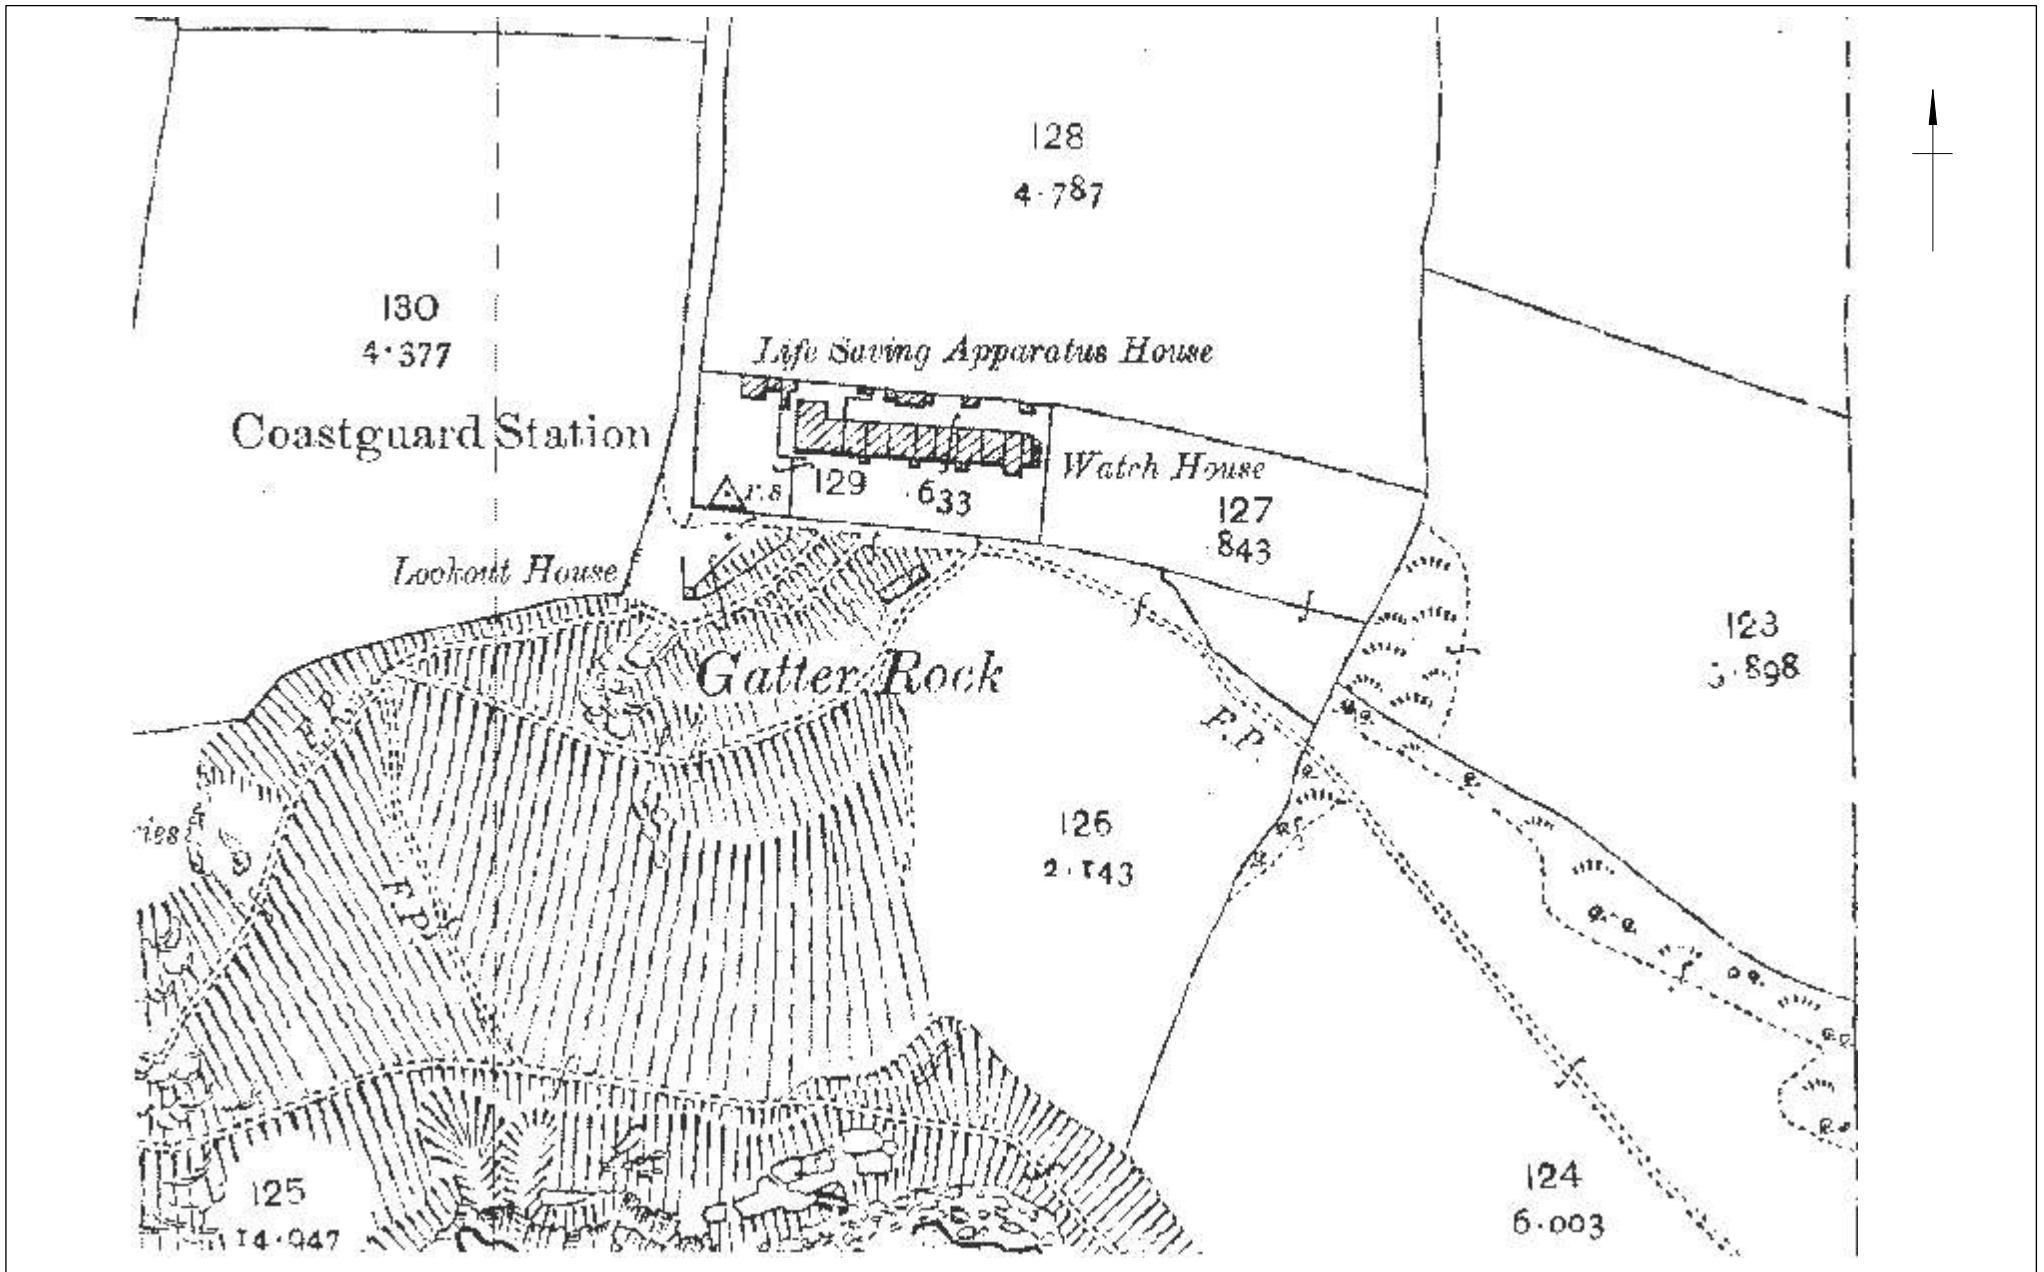 128
4·787
130
4·377
Life Saving Apparatus House
Coastguard Station
Watch House
129
·633
r.s
127
·843
Lookout House
123
·898
Gatter Rock
F.P.
126
2·143
ries
F.P.
125
14·947
124
6·003